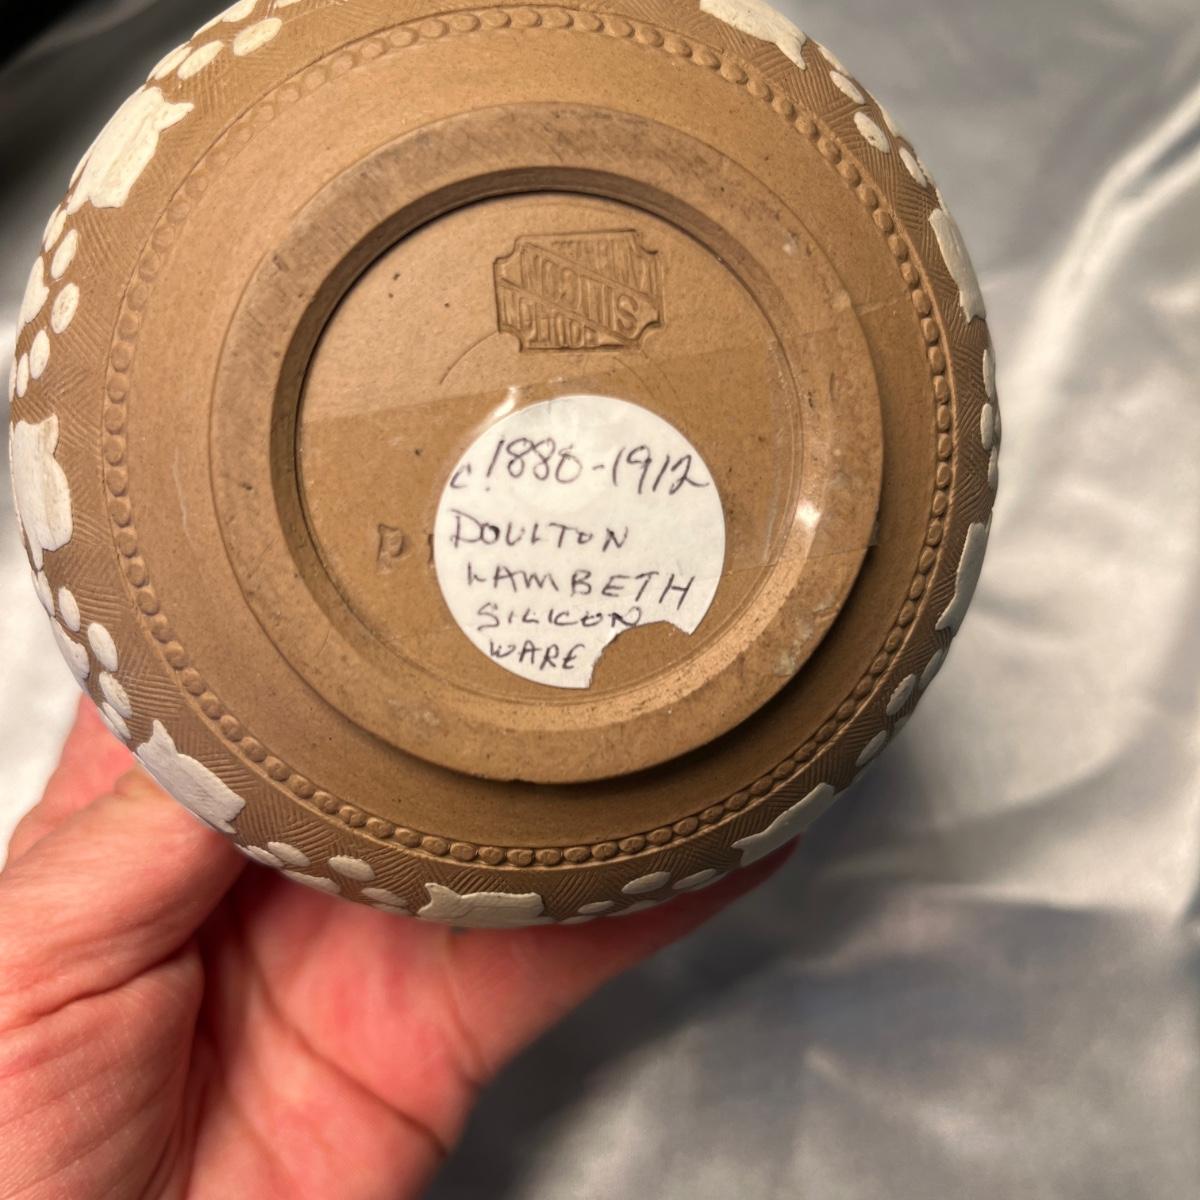 c. 1880-1912
DOULTON
LAMBETH
SILICON
WARE
P